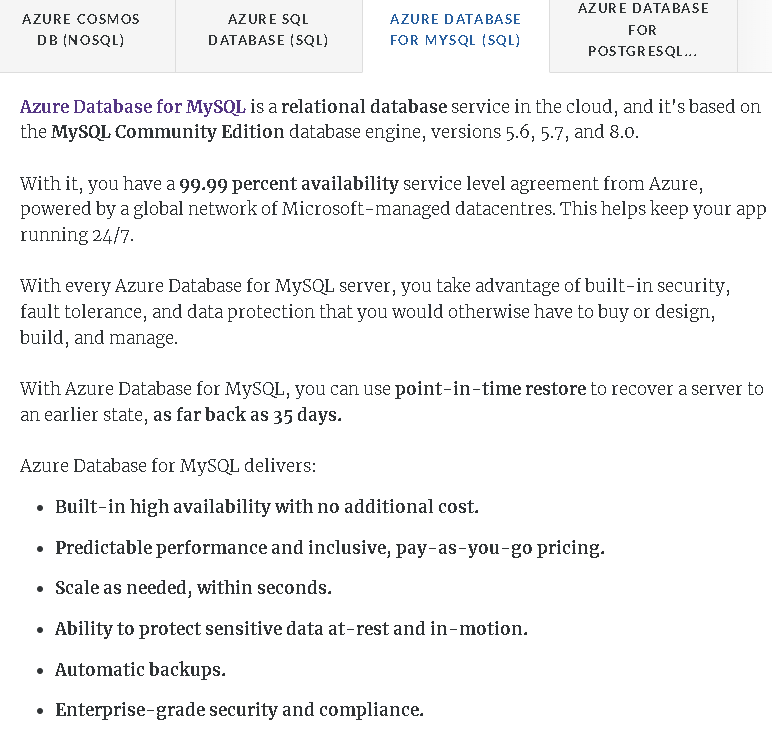 AZURE COSMOS
DB (NOSQL)
AZURE SQL
DATABASE (SQL)
AZURE DATABASE
FOR MYSQL (SQL)
AZURE DATABASE
FOR
POSTGRESQL...
Azure Database for MySQL is a relational database service in the cloud, and it's based on
the MySQL Community Edition database engine, versions 5.6, 5.7, and 8.0.
With it, you have a 99.99 percent availability service level agreement from Azure,
powered by a global network of Microsoft-managed datacentres. This helps keep your app
running 24/7.
With every Azure Database for MySQL server, you take advantage of built-in security,
fault tolerance, and data protection that you would otherwise have to buy or design,
build, and manage.
With Azure Database for MySQL, you can use point-in-time restore to recover a server to
an earlier state, as far back as 35 days.
Azure Database for MySQL delivers:
• Built-in high availability with no additional cost.
• Predictable performance and inclusive, pay-as-you-go pricing.
• Scale as needed, within seconds.
• Ability to protect sensitive data at-rest and in-motion.
• Automatic backups.
• Enterprise-grade security and compliance.